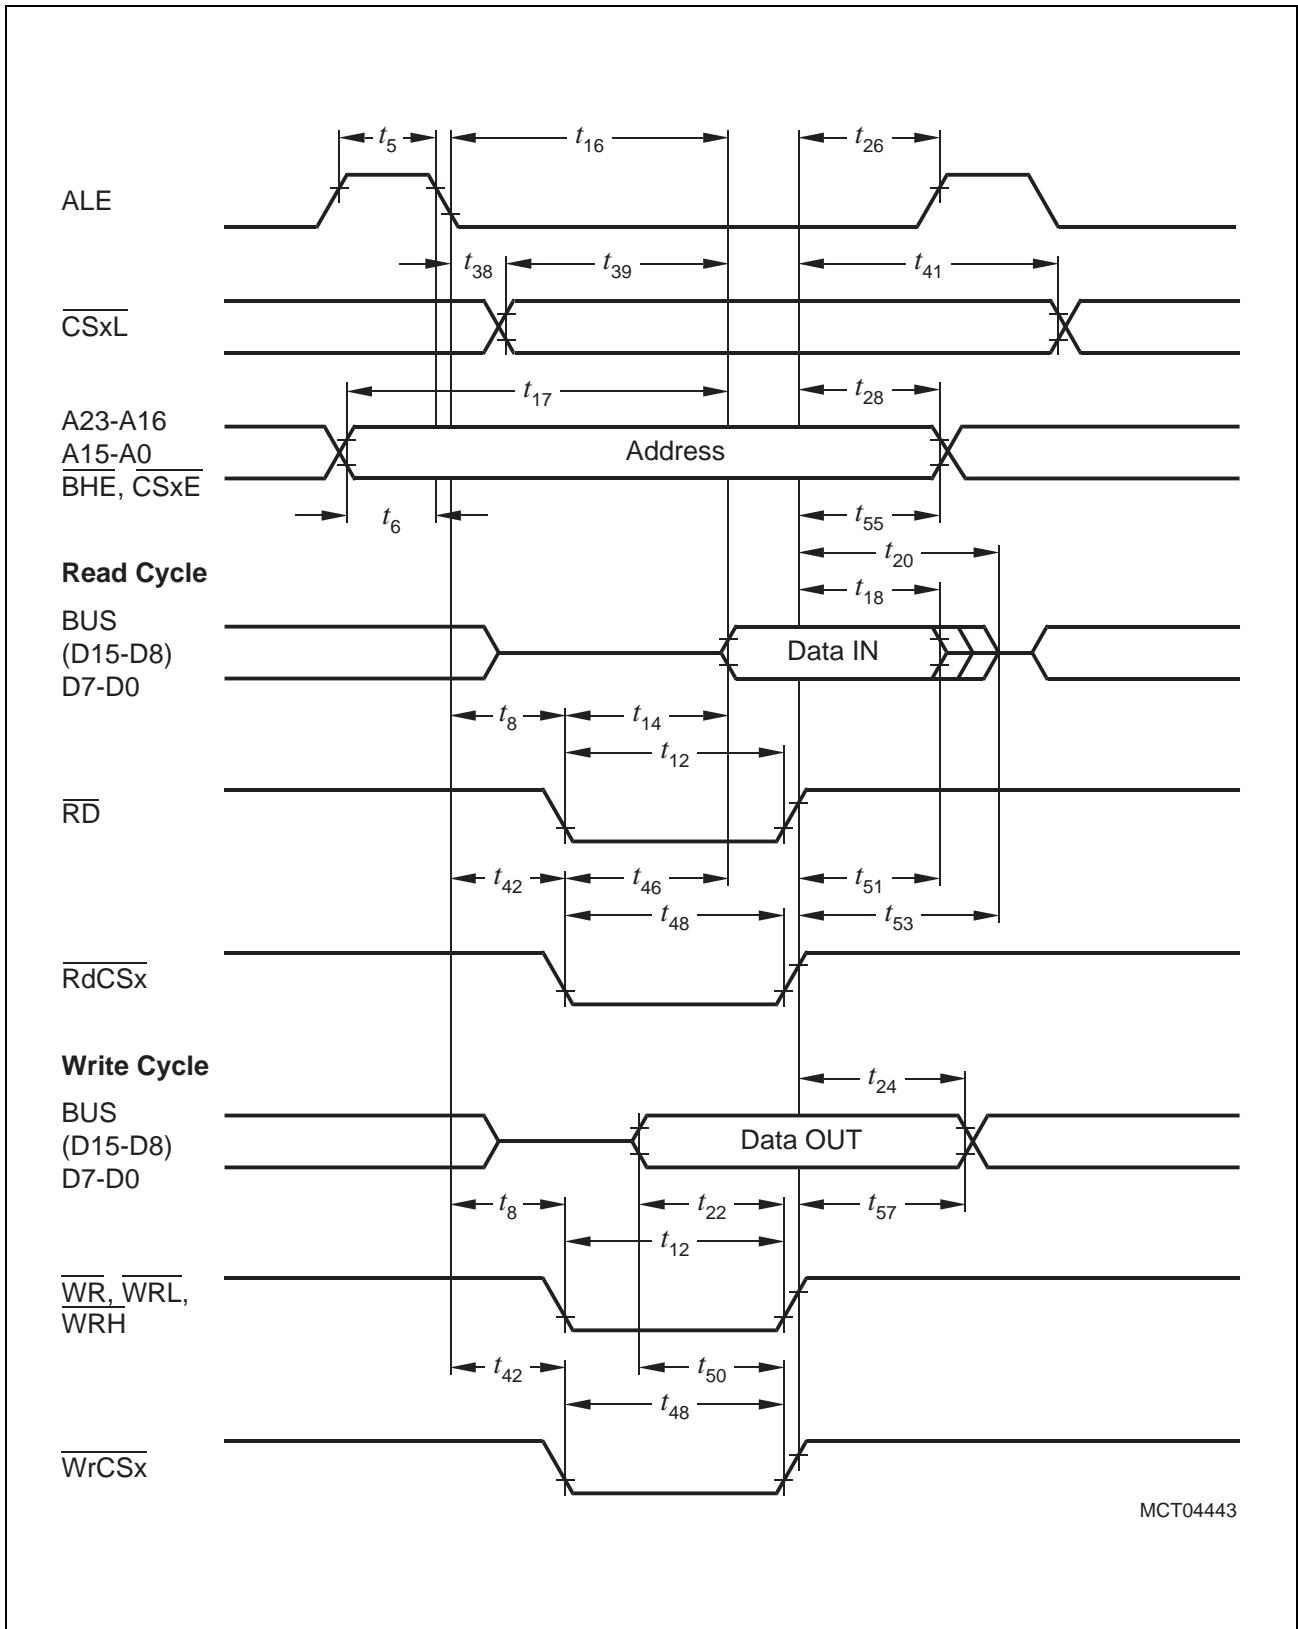 t5 t16 t26
ALE
t38 t39 t41
CSxL
t17 t28
A23-A16
A15-A0
BHE, CSxE
Address
t6 t55
t20
Read Cycle
t18
BUS
(D15-D8)
D7-D0
Data IN
t8 t14
t12
RD
t42 t46 t51
t48 t53
RdCSx
Write Cycle
t24
BUS
(D15-D8)
D7-D0
Data OUT
t8 t22 t57
t12
WR, WRL,
WRH
t42 t50
t48
WrCSx
MCT04443